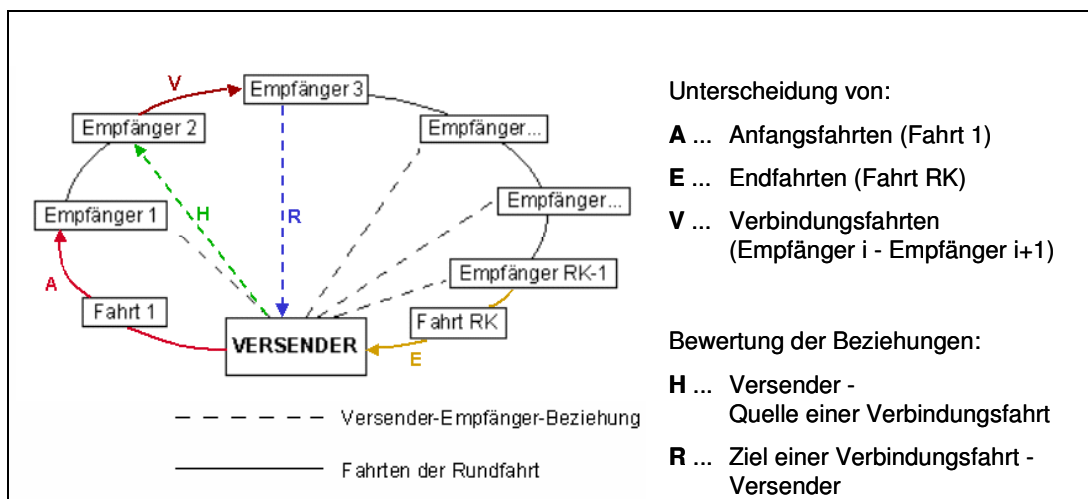 V
Empfänger 3
Empfänger 2
Empfänger...
Empfänger 1
H
R
Empfänger...
A
Empfänger RK-1
Fahrt 1
Fahrt RK
VERSENDER
E
Versender-Empfänger-Beziehung
Fahrten der Rundfahrt
Unterscheidung von:
A ... Anfangsfahrten (Fahrt 1)
E ... Endfahrten (Fahrt RK)
V ... Verbindungsfahrten
(Empfänger i - Empfänger i+1)
Bewertung der Beziehungen:
H ... Versender -
Quelle einer Verbindungsfahrt
R ... Ziel einer Verbindungsfahrt -
Versender